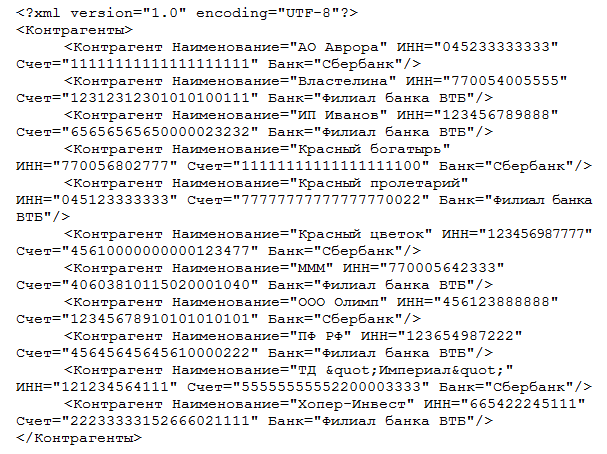 <?xml version="1.0" encoding="UTF-8"?>
<Контрагенты>
<Контрагент Наименование="АО Аврора" ИНН="045233333333"
Счет="11111111111111111111" Банк="Сбербанк"/>
<Контрагент Наименование="Властелина" ИНН="770054005555"
Счет="12312312301010100111" Банк="Филиал банка ВТБ"/>
<Контрагент Наименование="ИП Иванов" ИНН="123456789888"
Счет="65656565650000023232" Банк="Филиал банка ВТБ"/>
<Контрагент Наименование="Красный богатырь"
ИНН="770056802777" Счет="11111111111111111100" Банк="Сбербанк"/>
<Контрагент Наименование="Красный пролетарий"
ИНН="045123333333" Счет="77777777777777770022" Банк="Филиал банка
ВТБ"/>
<Контрагент Наименование="Красный цветок" ИНН="123456987777"
Счет="45610000000000123477" Банк="Сбербанк"/>
<Контрагент Наименование="МММ" ИНН="770005642333"
Счет="40603810115020001040" Банк="Филиал банка ВТБ"/>
<Контрагент Наименование="ООО Олимп" ИНН="456123888888"
Счет="12345678910101010101" Банк="Сбербанк"/>
<Контрагент Наименование="ПФ РФ" ИНН="123654987222"
Счет="45645645645610000222" Банк="Филиал банка ВТБ"/>
<Контрагент Наименование="ТД &quot;Империал&quot;"
ИНН="121234564111" Счет="55555555552200003333" Банк="Сбербанк"/>
<Контрагент Наименование="Хопер-Инвест" ИНН="665422245111"
Счет="22233333152666021111" Банк="Филиал банка ВТБ"/>
</Контрагенты>